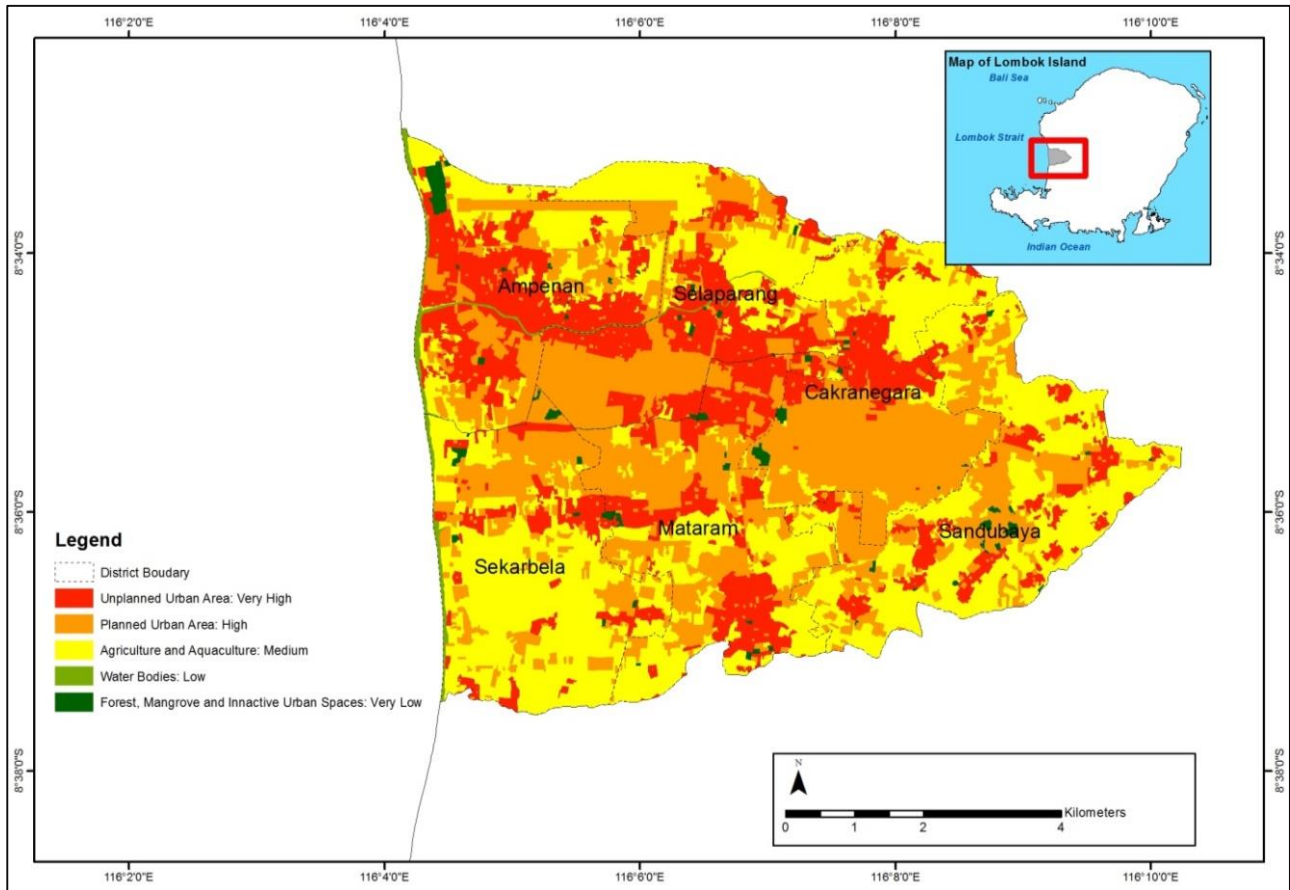 116°2'0"E
116°4'0"E
116°6'0"E
116°8'0"E
116°10'0"E
Map of Lombok Island
Bali Sea
Lombok Strait
Indian Ocean
8°34'0"S
8°34'0"S
Ampenan
Selaparang
Cakranegara
8°36'0"S
8°36'0"S
Mataram
Sandubaya
Sekarbela
Legend
District Boudary
Unplanned Urban Area: Very High
Planned Urban Area: High
Agriculture and Aquaculture: Medium
Water Bodies: Low
Forest, Mangrove and Innactive Urban Spaces: Very Low
8°38'0"S
8°38'0"S
N
Kilometers
0 1 2 4
116°2'0"E
116°4'0"E
116°6'0"E
116°8'0"E
116°10'0"E